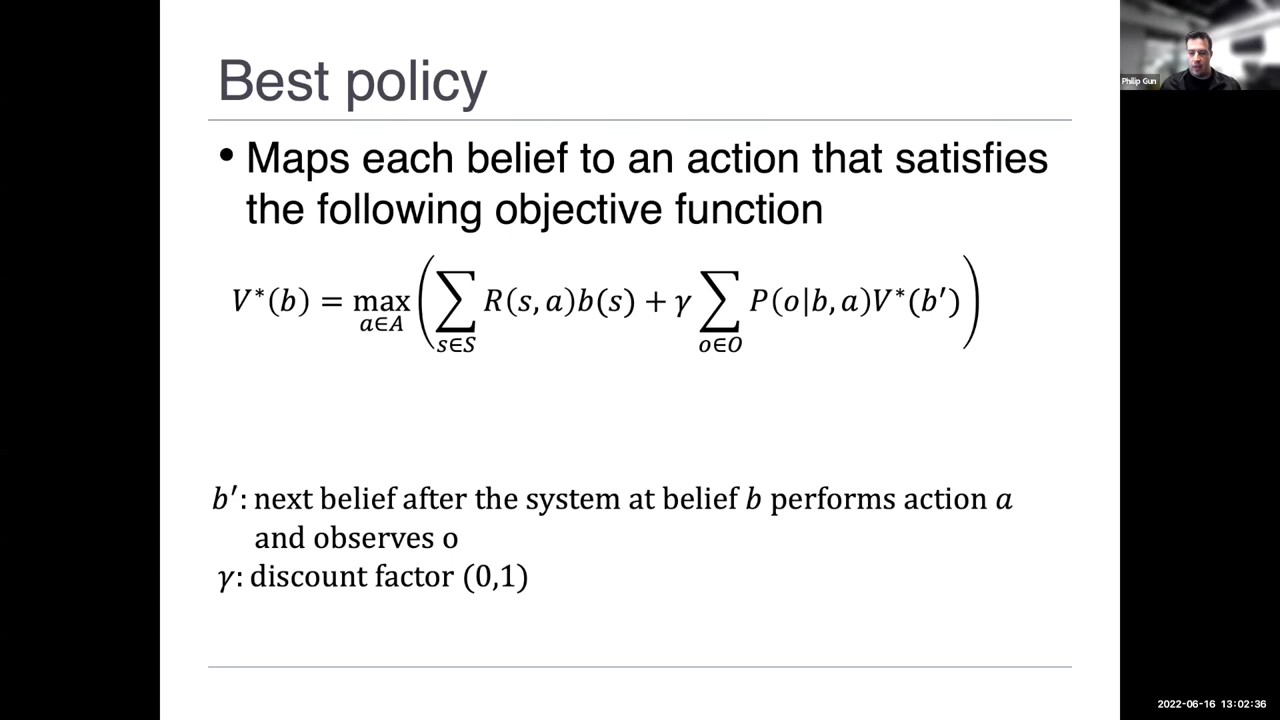 Best policy
• Maps each belief to an action that satisfies
the following objective function
V*(b) = max a∈A ( ∑ s∈S R(s, a)b(s) + γ ∑ o∈O P(o|b, a)V*(b′) )
b′: next belief after the system at belief b performs action a
and observes o
γ: discount factor (0,1)
Philip Gun
2022-06-16 13:02:36